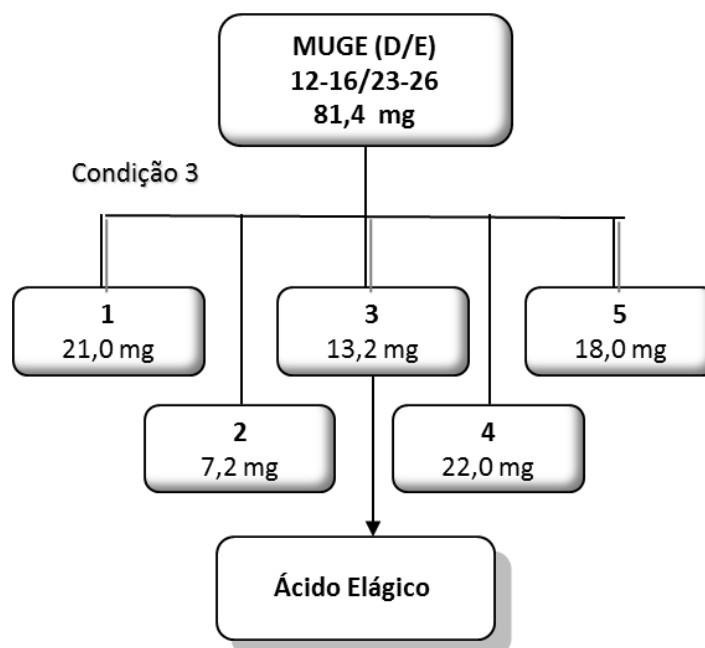 MUGE (D/E)
12-16/23-26
81,4 mg
Condição 3
1
21,0 mg
3
13,2 mg
5
18,0 mg
2
7,2 mg
4
22,0 mg
Ácido Elágico